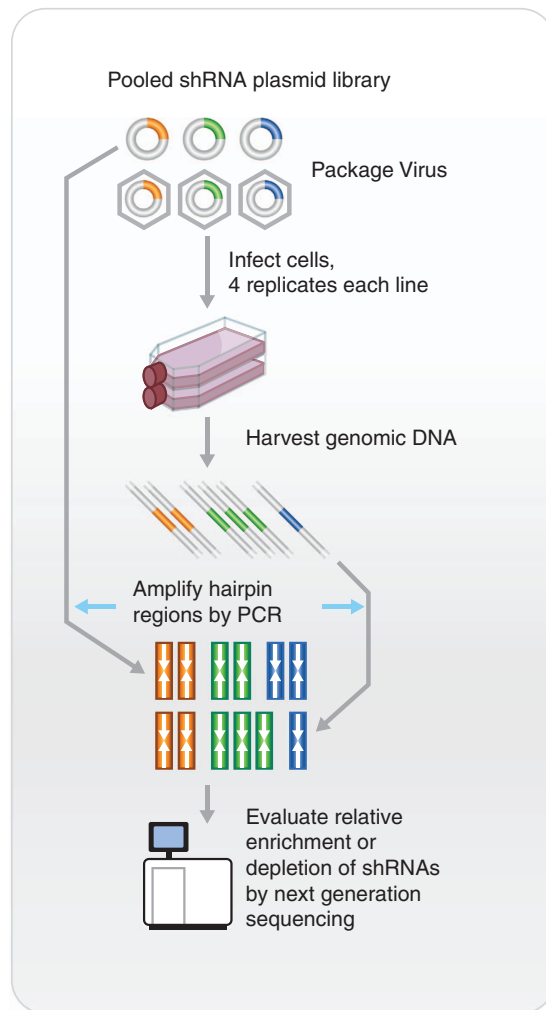 Pooled shRNA plasmid library
Package Virus
Infect cells,
4 replicates each line
Harvest genomic DNA
Amplify hairpin
regions by PCR
Evaluate relative
enrichment or
depletion of shRNAs
by next generation
sequencing